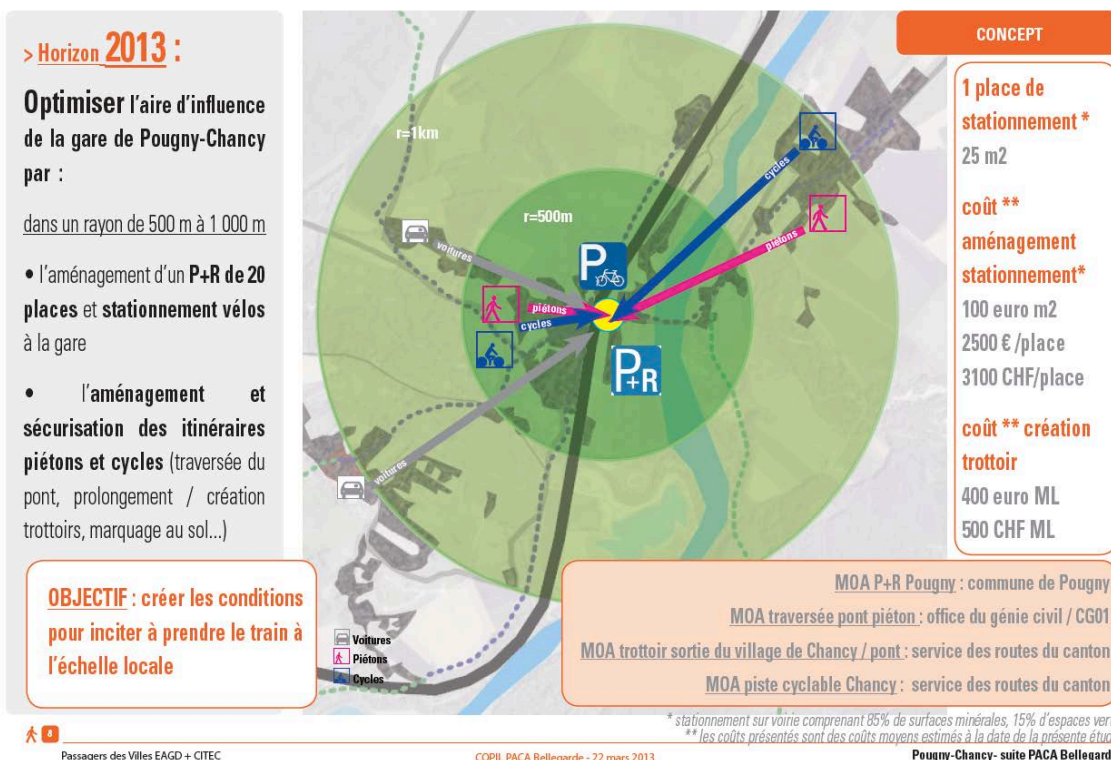 > Horizon 2013 :
Optimiser l'aire d'influence
de la gare de Pougny-Chancy
par :
dans un rayon de 500 m à 1 000 m
• l'aménagement d'un P+R de 20
places et stationnement vélos
à la gare
• l'aménagement et
sécurisation des itinéraires
piétons et cycles (traversée du
pont, prolongement / création
trottoirs, marquage au sol...)
OBJECTIF : créer les conditions
pour inciter à prendre le train à
l'échelle locale
r=1km
r=500m
voitures
piétons
cycles
voitures
cycles
piétons
P
P+R
Voitures
Piétons
Cycles
CONCEPT
1 place de
stationnement *
25 m2
coût **
aménagement
stationnement*
100 euro m2
2500 € /place
3100 CHF/place
coût ** création
trottoir
400 euro ML
500 CHF ML
MOA P+R Pougny : commune de Pougny
MOA traversée pont piéton : office du génie civil / CG01
MOA trottoir sortie du village de Chancy / pont : service des routes du canton
MOA piste cyclable Chancy : service des routes du canton
* stationnement sur voirie comprenant 85% de surfaces minérales, 15% d'espaces ver
** les coûts présentés sont des coûts moyens estimés à la date de la présente étud
8
Passagers des Villes EAGD + CITEC
COPIL PACA Bellegarde - 22 mars 2013
Pougny-Chancy- suite PACA Bellegard